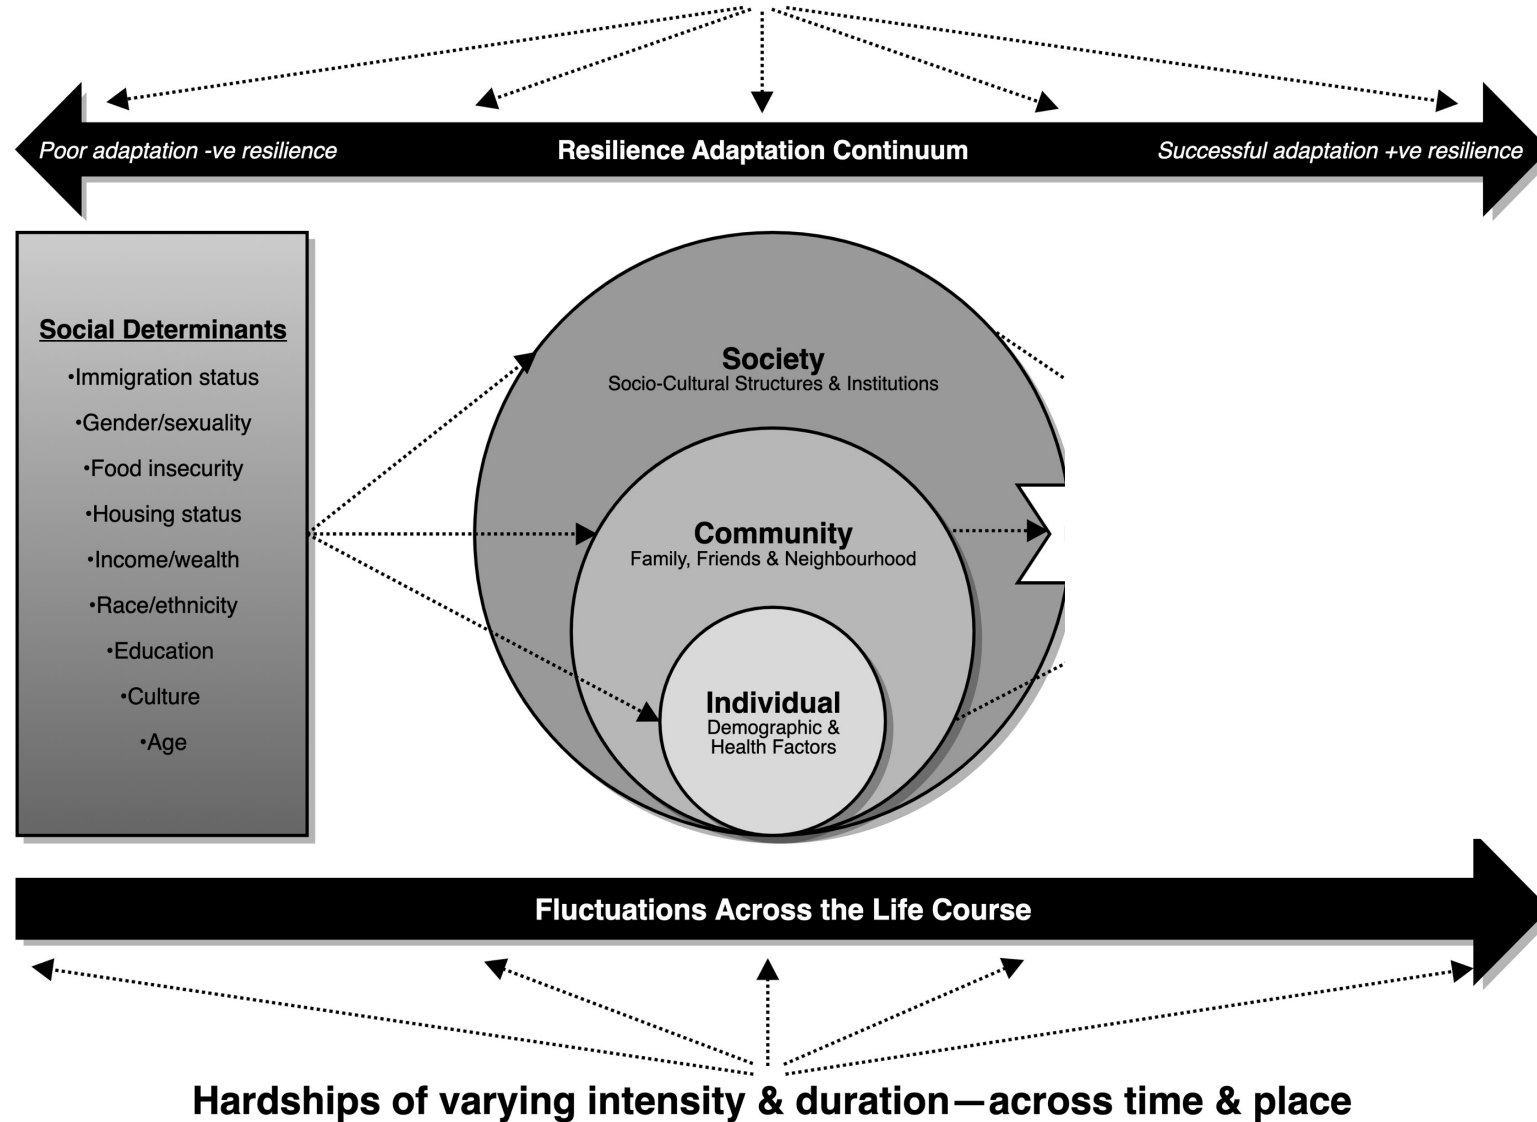 Poor adaptation -ve resilience
Resilience Adaptation Continuum
Successful adaptation +ve resilience
Social Determinants
•Immigration status
•Gender/sexuality
•Food insecurity
•Housing status
•Income/wealth
•Race/ethnicity
•Education
•Culture
•Age
Society
Socio-Cultural Structures & Institutions
Community
Family, Friends & Neighbourhood
Individual
Demographic &
Health Factors
Fluctuations Across the Life Course
Hardships of varying intensity & duration—across time & place